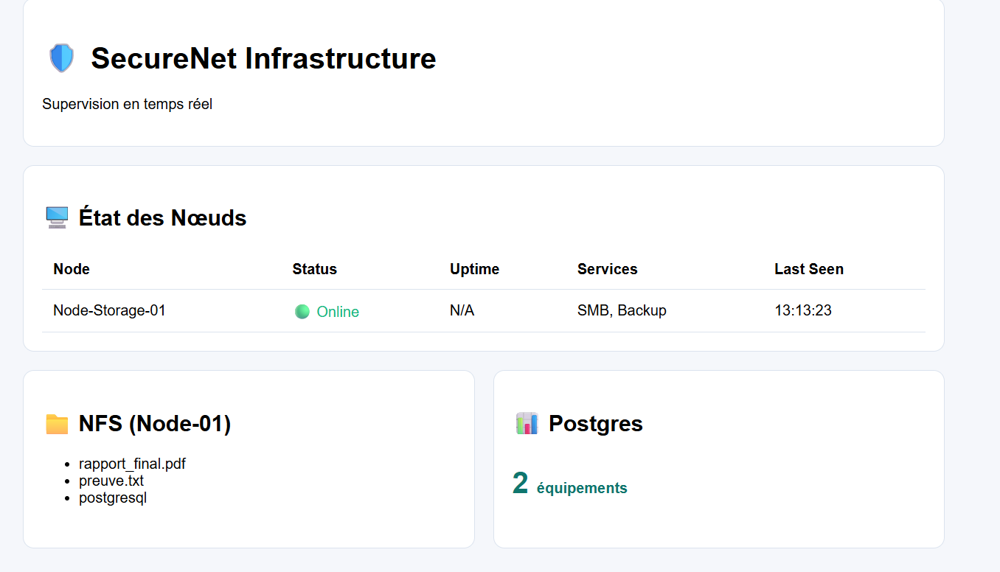 SecureNet Infrastructure
Supervision en temps réel
État des Nœuds
Node Status Uptime Services Last Seen
Node-Storage-01 Online N/A SMB, Backup 13:13:23
NFS (Node-01)
rapport_final.pdf
preuve.txt
postgresql
Postgres
2 équipements